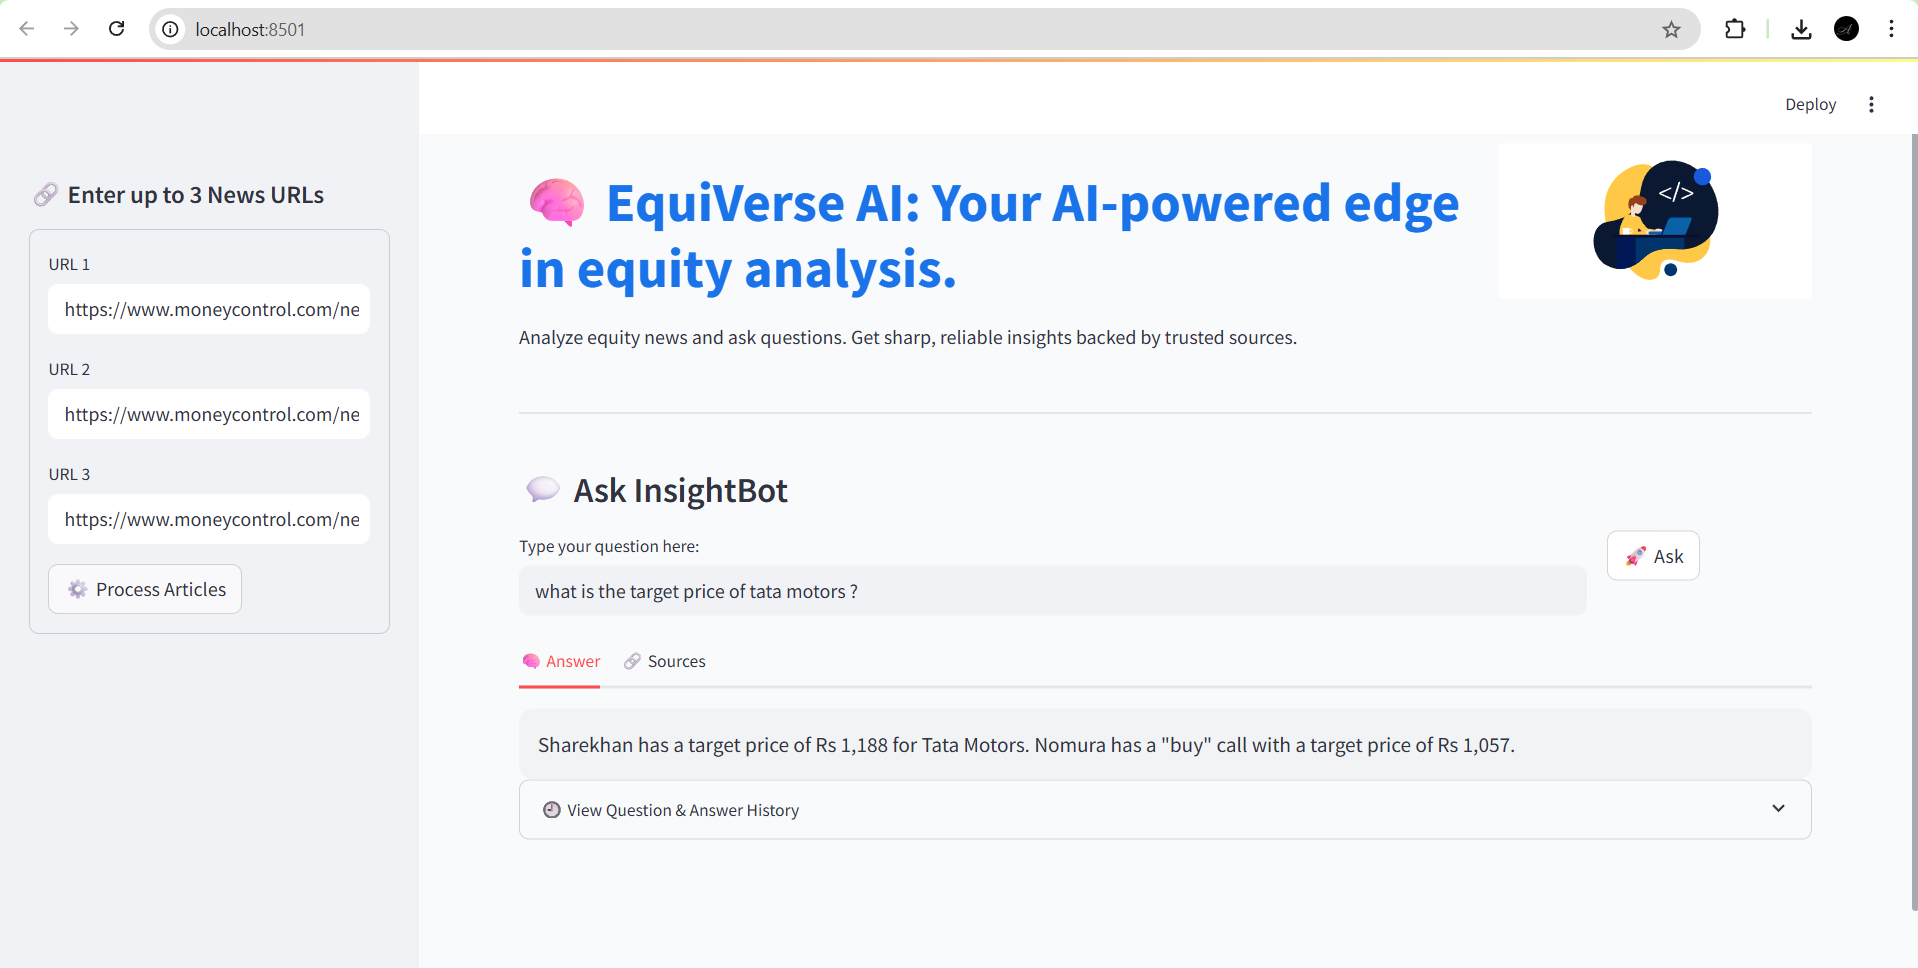 localhost:8501
Deploy
Enter up to 3 News URLs
URL 1
https://www.moneycontrol.com/ne
URL 2
https://www.moneycontrol.com/ne
URL 3
https://www.moneycontrol.com/ne
Process Articles
EquiVerse AI: Your AI-powered edge
in equity analysis.
</>
Analyze equity news and ask questions. Get sharp, reliable insights backed by trusted sources.
Ask InsightBot
Type your question here:
what is the target price of tata motors ?
Ask
Answer
Sources
Sharekhan has a target price of Rs 1,188 for Tata Motors. Nomura has a "buy" call with a target price of Rs 1,057.
View Question & Answer History